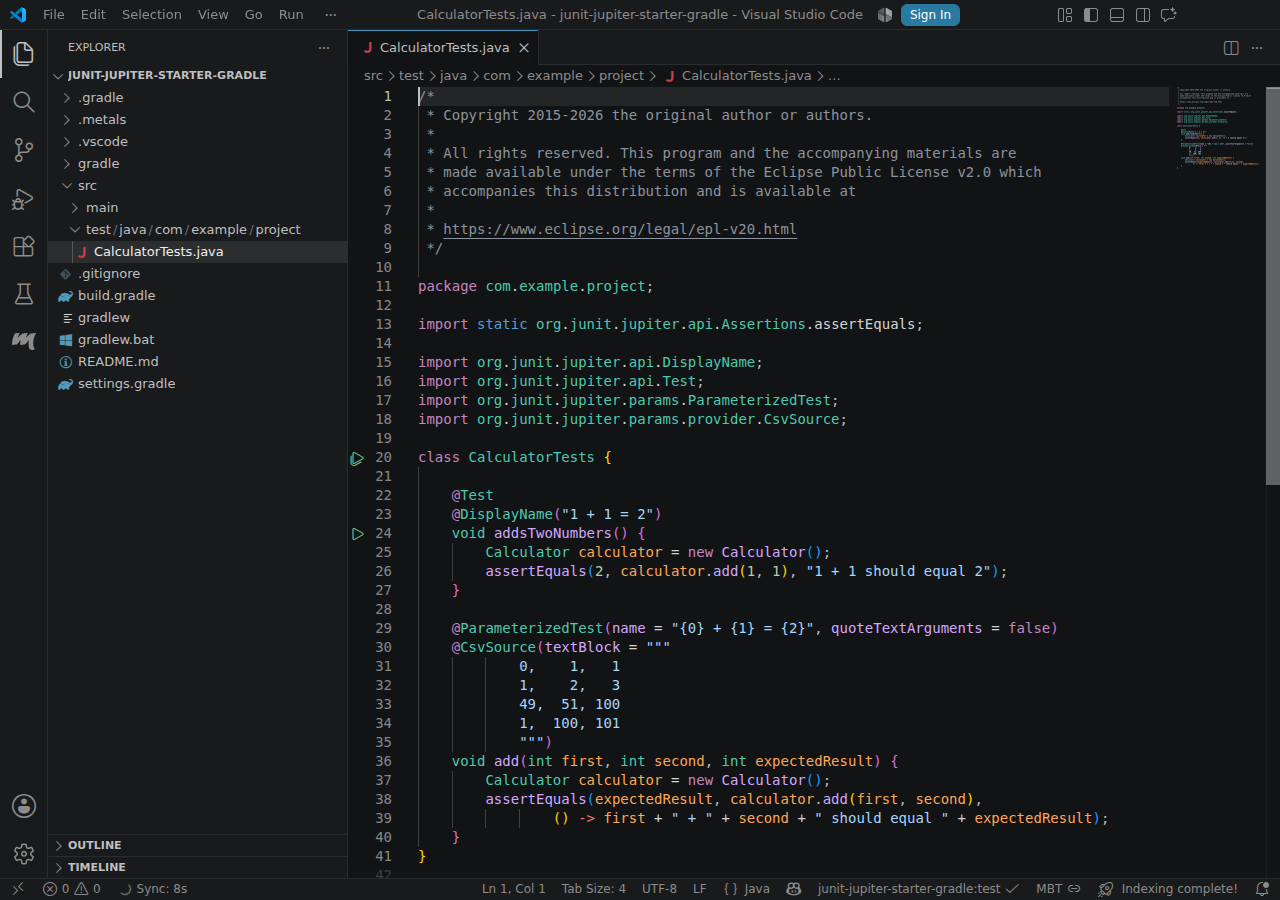 File Edit Selection View Go Run ··· CalculatorTests.java - junit-jupiter-starter-gradle - Visual Studio Code Sign In
EXPLORER ···
JUNIT-JUPITER-STARTER-GRADLE
.gradle
.metals
.vscode
gradle
src
main
test/java/com/example/project
CalculatorTests.java
.gitignore
build.gradle
gradlew
gradlew.bat
README.md
settings.gradle
OUTLINE
TIMELINE
CalculatorTests.java
src > test > java > com > example > project > CalculatorTests.java > ...
1 /*
2  * Copyright 2015-2026 the original author or authors.
3  *
4  * All rights reserved. This program and the accompanying materials are
5  * made available under the terms of the Eclipse Public License v2.0 which
6  * accompanies this distribution and is available at
7  *
8  * https://www.eclipse.org/legal/epl-v20.html
9  */
10
11 package com.example.project;
12
13 import static org.junit.jupiter.api.Assertions.assertEquals;
14
15 import org.junit.jupiter.api.DisplayName;
16 import org.junit.jupiter.api.Test;
17 import org.junit.jupiter.params.ParameterizedTest;
18 import org.junit.jupiter.params.provider.CsvSource;
19
20 class CalculatorTests {
21
22     @Test
23     @DisplayName("1 + 1 = 2")
24     void addsTwoNumbers() {
25         Calculator calculator = new Calculator();
26         assertEquals(2, calculator.add(1, 1), "1 + 1 should equal 2");
27     }
28
29     @ParameterizedTest(name = "{0} + {1} = {2}", quoteTextArguments = false)
30     @CsvSource(textBlock = """
31             0,    1,   1
32             1,    2,   3
33             49,  51, 100
34             1,  100, 101
35             """)
36     void add(int first, int second, int expectedResult) {
37         Calculator calculator = new Calculator();
38         assertEquals(expectedResult, calculator.add(first, second),
39                 () -> first + " + " + second + " should equal " + expectedResult);
40     }
41 }
42
0 0 Sync: 8s Ln 1, Col 1 Tab Size: 4 UTF-8 LF { } Java junit-jupiter-starter-gradle:test MBT Indexing complete!